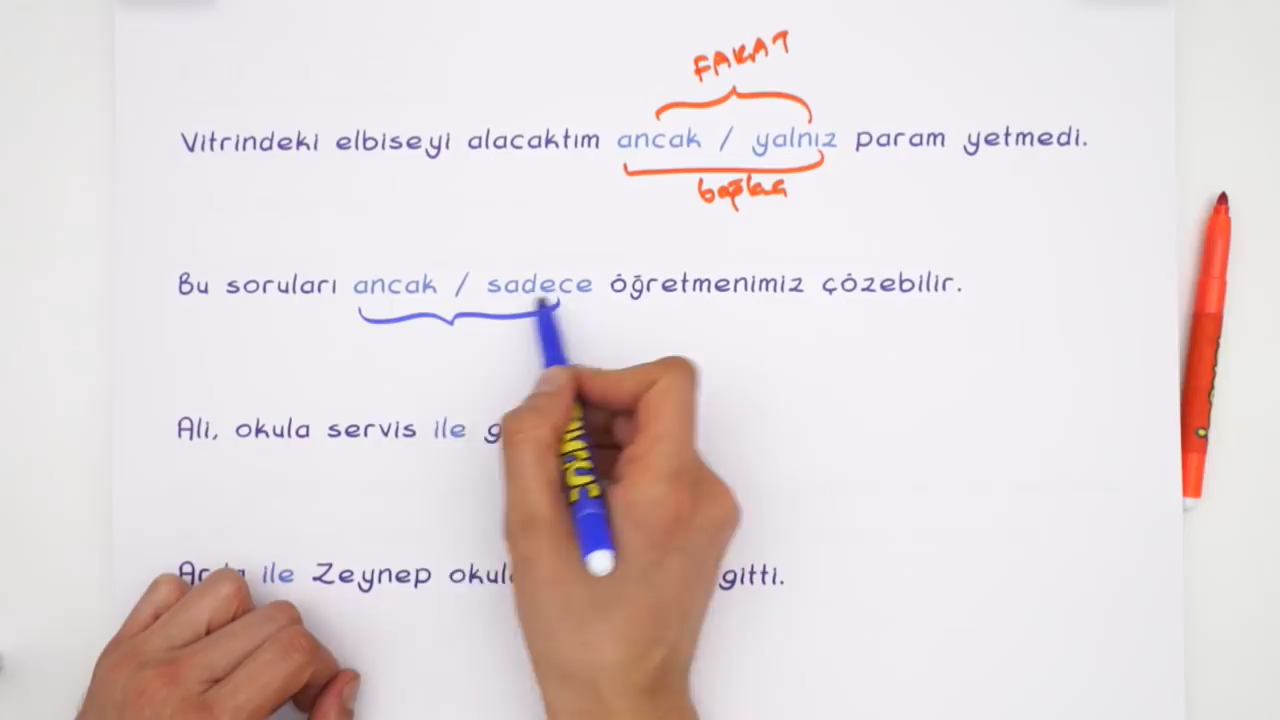 FAKAT
Vitrindeki elbiseyi alacaktım ancak / yalnız param yetmedi.
bağlaç
Bu soruları ancak / sadece öğretmenimiz çözebilir.
Ali, okula servis ile
ile Zeynep gitti.